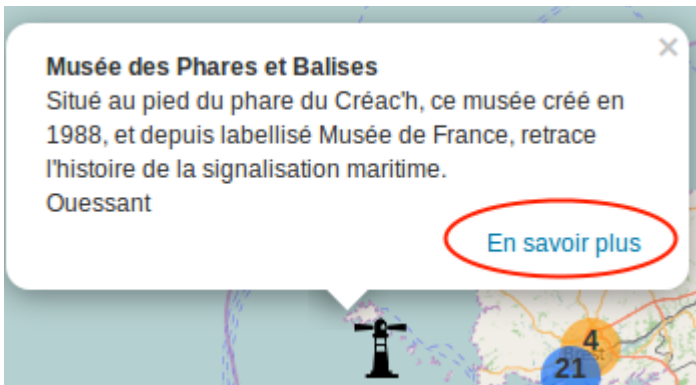 ×
Musée des Phares et Balises
Situé au pied du phare du Créac'h, ce musée créé en
1988, et depuis labellisé Musée de France, retrace
l'histoire de la signalisation maritime.
Ouessant
En savoir plus
4
Brest
21